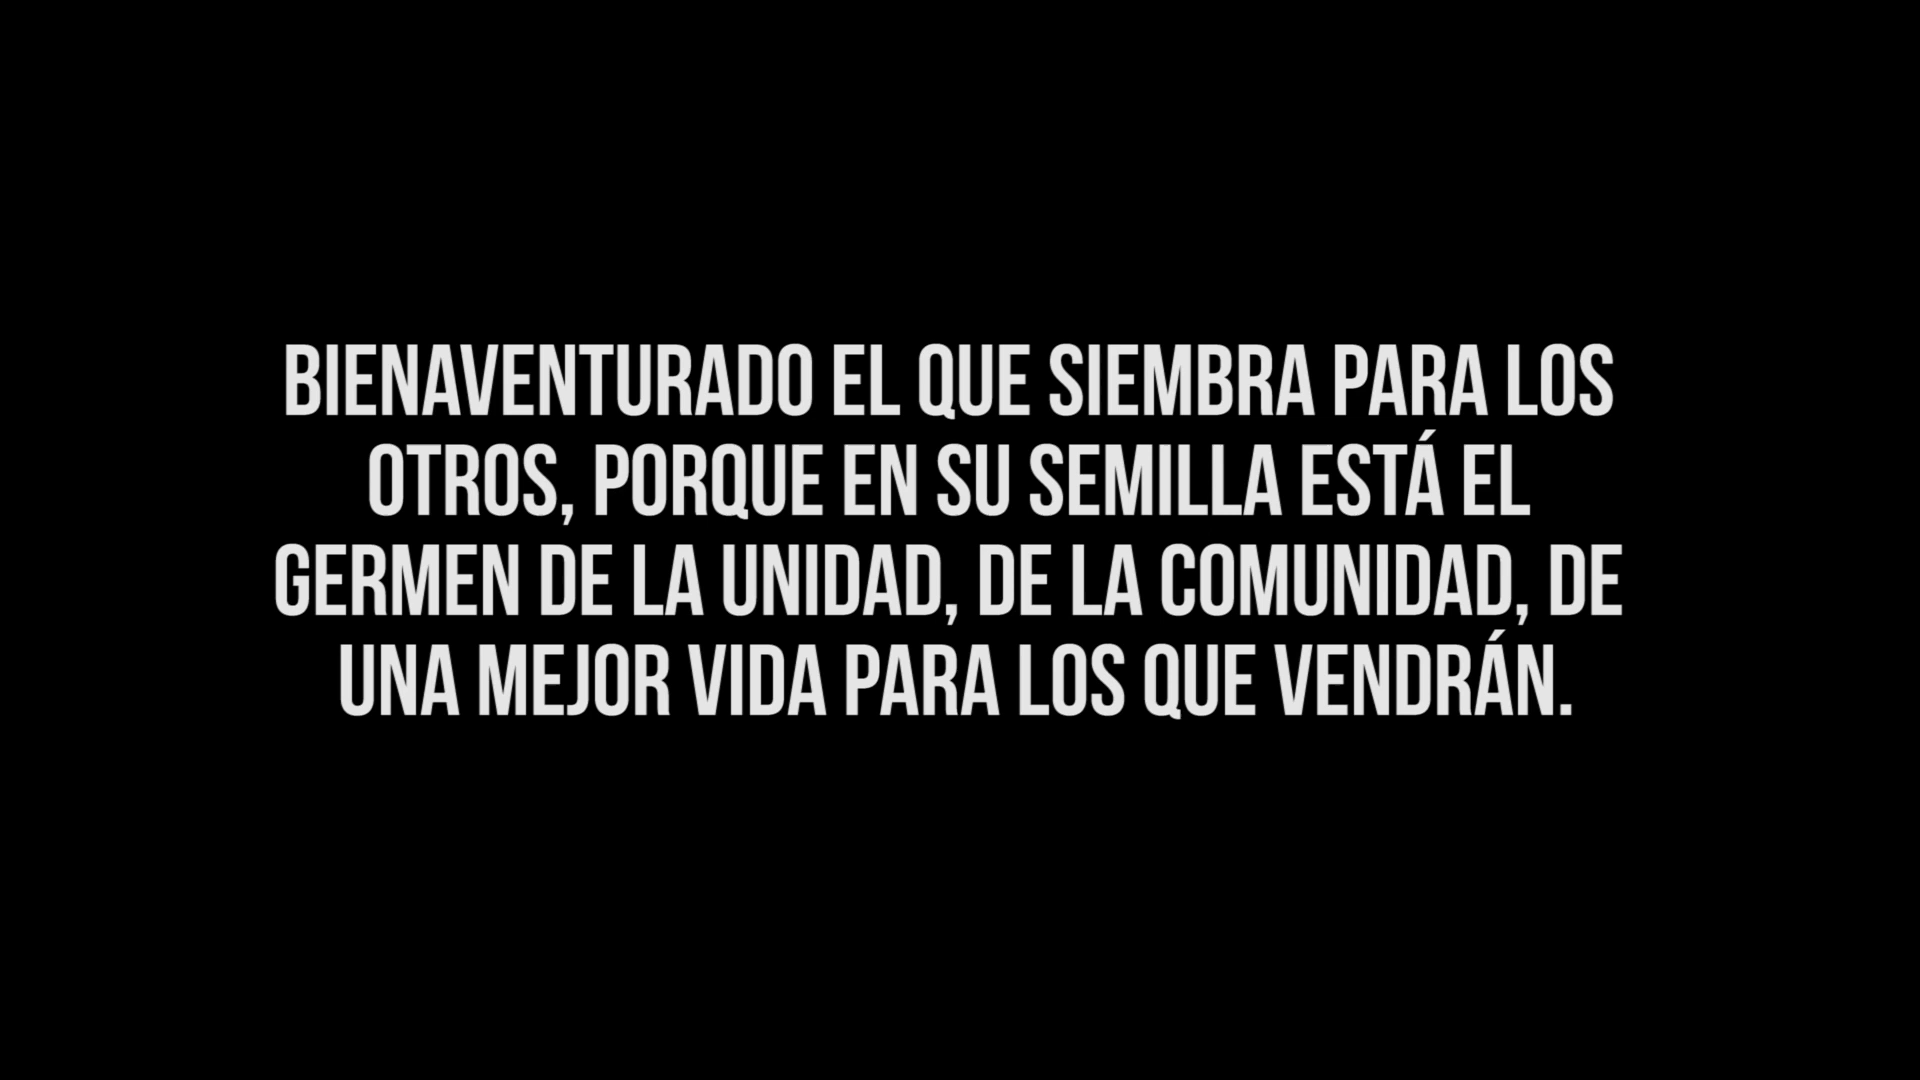 BIENAVENTURADO EL QUE SIEMBRA PARA LOS
OTROS, PORQUE EN SU SEMILLA ESTÁ EL
GERMEN DE LA UNIDAD, DE LA COMUNIDAD, DE
UNA MEJOR VIDA PARA LOS QUE VENDRÁN.